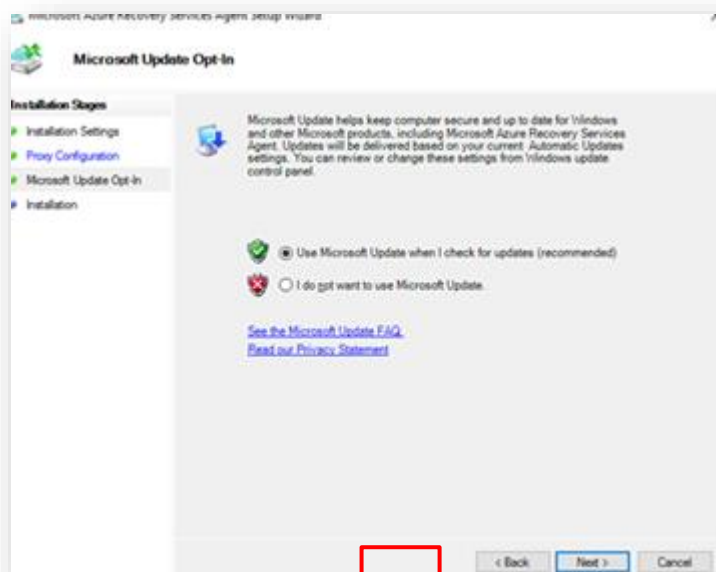 Microsoft Azure Recovery Services Agent Setup Wizard
Microsoft Update Opt-In
Installation Stages
Installation Settings
Proxy Configuration
Microsoft Update Opt-In
Installation
Microsoft Update helps keep computer secure and up to date for Windows
and other Microsoft products, including Microsoft Azure Recovery Services
Agent. Updates will be delivered based on your current Automatic Updates
settings. You can review or change these settings from Windows update
control panel.
Use Microsoft Update when I check for updates (recommended)
I do not want to use Microsoft Update.
See the Microsoft Update FAQ.
Read our Privacy Statement
< Back
Next >
Cancel